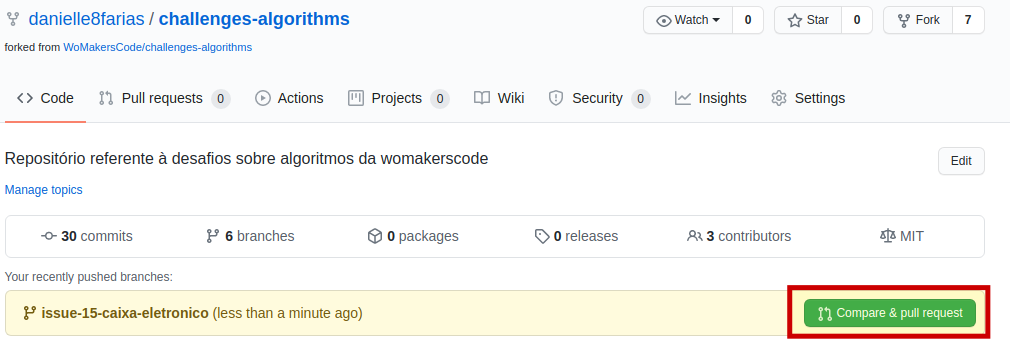 danielle8farias / challenges-algorithms Watch 0 Star 0 Fork 7
forked from WoMakersCode/challenges-algorithms
Code Pull requests 0 Actions Projects 0 Wiki Security 0 Insights Settings
Repositório referente à desafios sobre algoritmos da womakerscode Edit
Manage topics
30 commits 6 branches 0 packages 0 releases 3 contributors MIT
Your recently pushed branches:
issue-15-caixa-eletronico (less than a minute ago) Compare & pull request